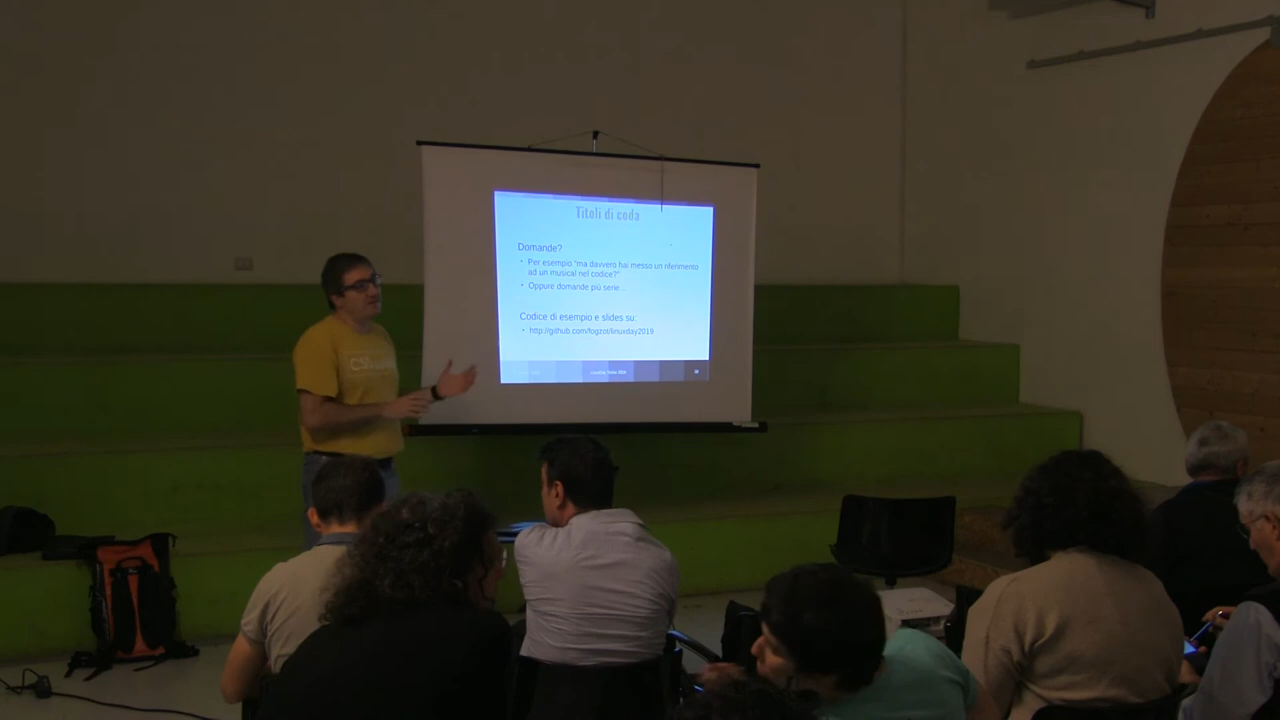 Titoli di coda
Domande?
• Per esempio "ma davvero hai messo un riferimento
ad un musical nel codice?"
• Oppure domande più serie...
Codice di esempio e slides su:
• http://github.com/fogzot/linuxday2019